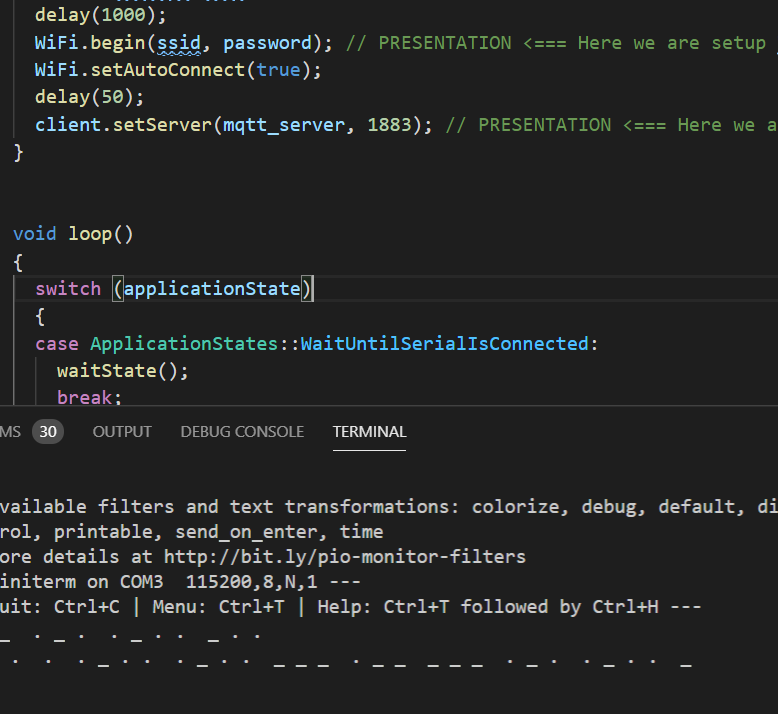 delay(1000);
WiFi.begin(ssid, password); // PRESENTATION <=== Here we are setup
WiFi.setAutoConnect(true);
delay(50);
client.setServer(mqtt_server, 1883); // PRESENTATION <=== Here we a
}
void loop()
{
switch (applicationState)
{
case ApplicationStates::WaitUntilSerialIsConnected:
waitState();
break;
MS 30 OUTPUT DEBUG CONSOLE TERMINAL
vailable filters and text transformations: colorize, debug, default, di
rol, printable, send_on_enter, time
ore details at http://bit.ly/pio-monitor-filters
initerm on COM3  115200,8,N,1 ---
uit: Ctrl+C | Menu: Ctrl+T | Help: Ctrl+T followed by Ctrl+H ---
_  . _ .  . _ . .  _ . .
.  .  . _ . .  . _ . .  _ _ _  . _ _  _ _ _  . _ .  . _ . .  _